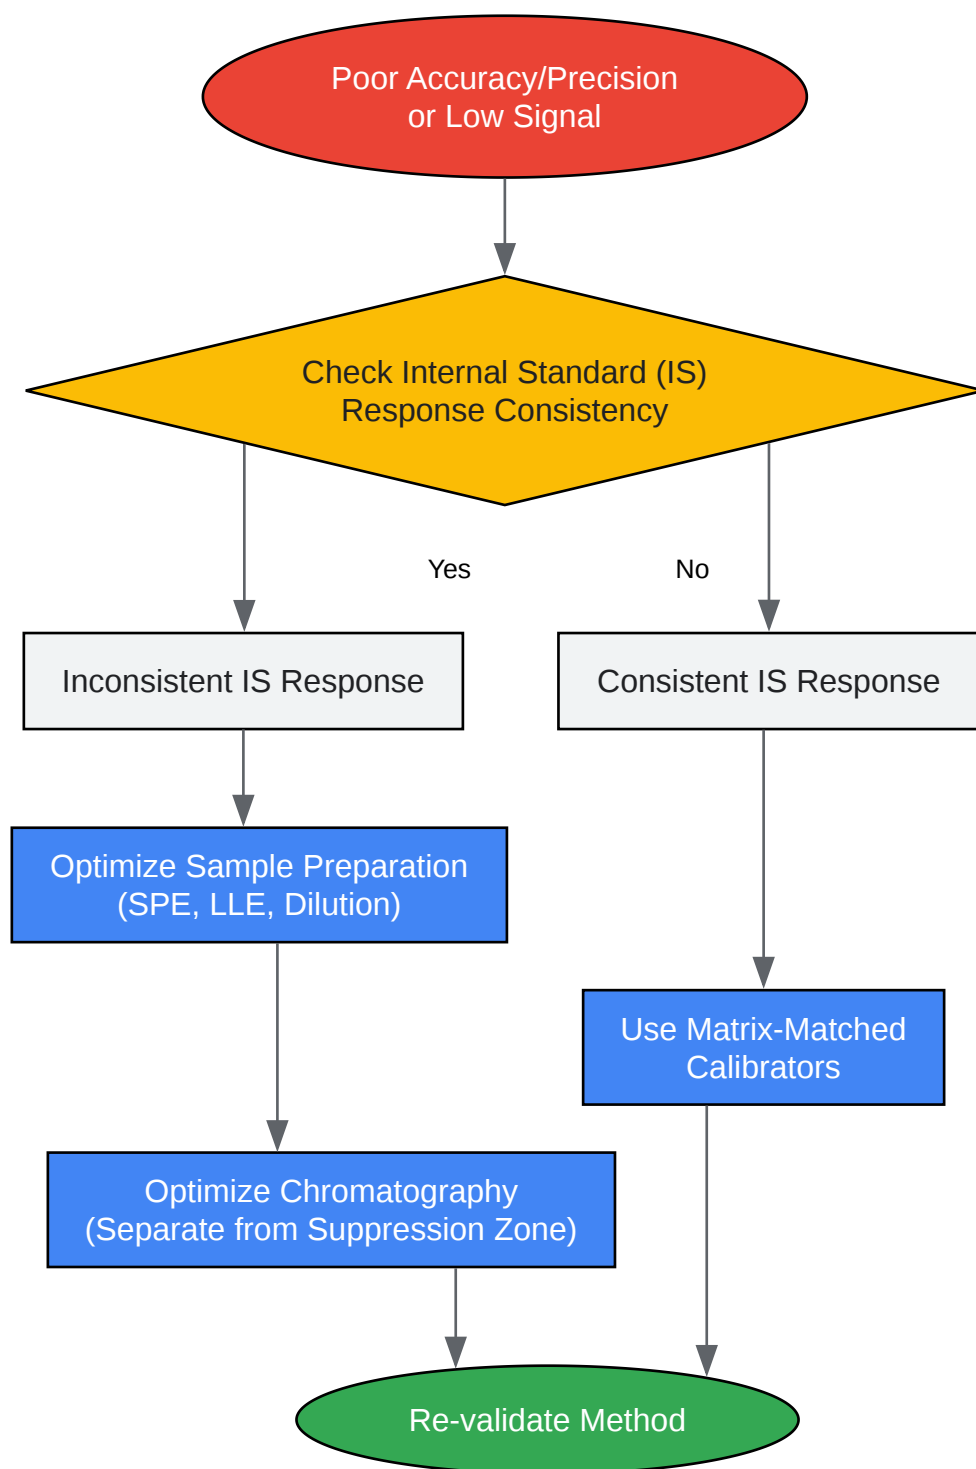 Poor Accuracy/Precision
or Low Signal
Check Internal Standard (IS)
Response Consistency
Yes
No
Inconsistent IS Response
Consistent IS Response
Optimize Sample Preparation
(SPE, LLE, Dilution)
Use Matrix-Matched
Calibrators
Optimize Chromatography
(Separate from Suppression Zone)
Re-validate Method